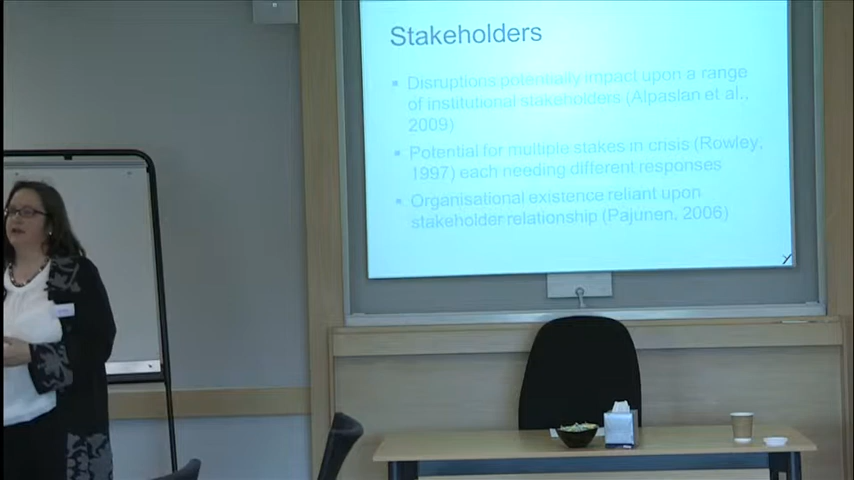 Stakeholders
▪ Disruptions potentially impact upon a range
of institutional stakeholders (Alpaslan et al.,
2009)
▪ Potential for multiple stakes in crisis (Rowley,
1997) each needing different responses
▪ Organisational existence reliant upon
stakeholder relationship (Pajunen, 2006)